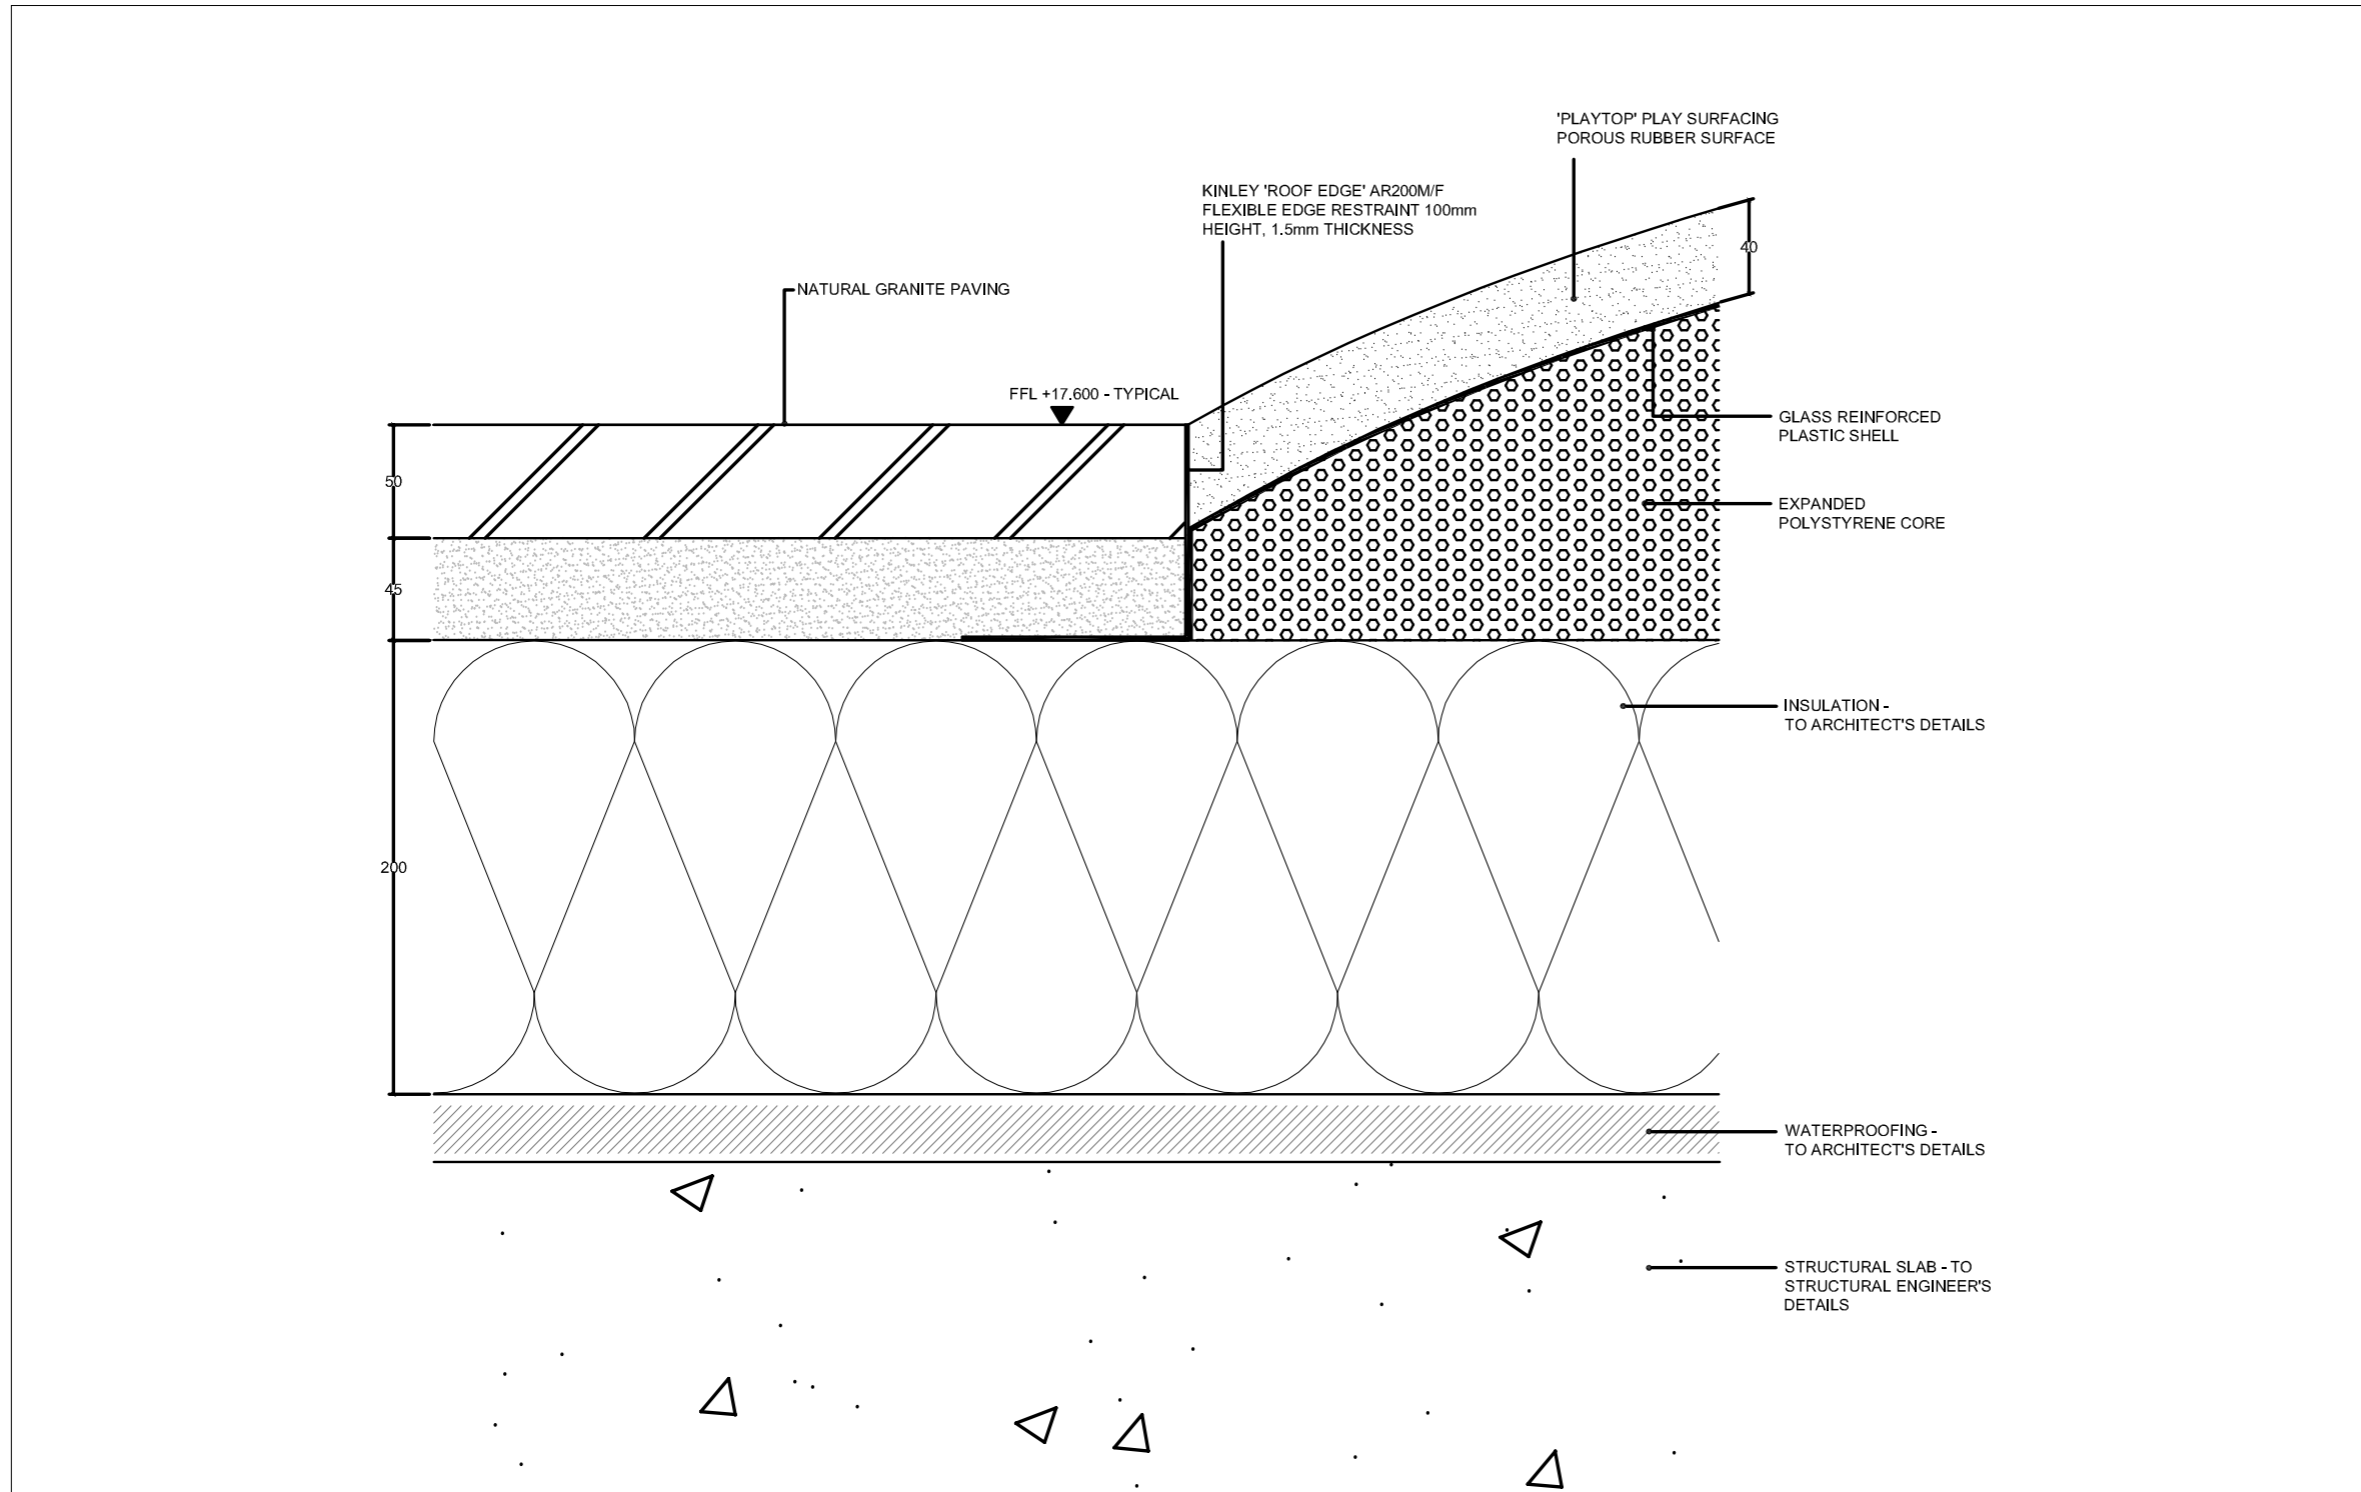 'PLAYTOP' PLAY SURFACING
POROUS RUBBER SURFACE
KINLEY 'ROOF EDGE' AR200M/F
FLEXIBLE EDGE RESTRAINT 100mm
HEIGHT, 1.5mm THICKNESS
40
NATURAL GRANITE PAVING
FFL +17.600 - TYPICAL
GLASS REINFORCED
PLASTIC SHELL
50
EXPANDED
POLYSTYRENE CORE
45
INSULATION -
TO ARCHITECT'S DETAILS
200
WATERPROOFING -
TO ARCHITECT'S DETAILS
STRUCTURAL SLAB - TO
STRUCTURAL ENGINEER'S
DETAILS